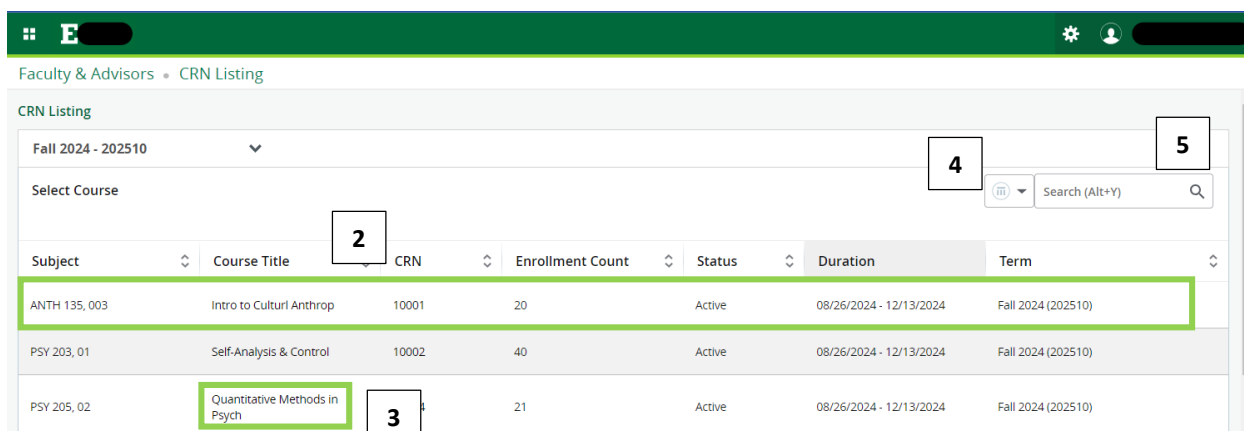 E
Faculty & Advisors • CRN Listing
CRN Listing
Fall 2024 - 202510
5
4
Select Course
Search (Alt+Y)
2
Subject Course Title CRN Enrollment Count Status Duration Term
ANTH 135, 003 Intro to Culturl Anthrop 10001 20 Active 08/26/2024 - 12/13/2024 Fall 2024 (202510)
PSY 203, 01 Self-Analysis & Control 10002 40 Active 08/26/2024 - 12/13/2024 Fall 2024 (202510)
Quantitative Methods in
PSY 205, 02 Psych 3 4 21 Active 08/26/2024 - 12/13/2024 Fall 2024 (202510)